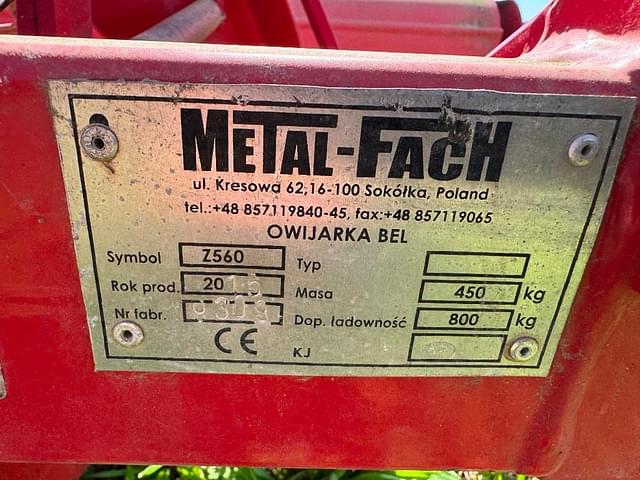 METAL-FACH
ul. Kresowa 62,16-100 Sokółka, Poland
tel.:+48 857119840-45, fax:+48 857119065
OWIJARKA BEL
Symbol Z560 Typ
Rok prod. 2015 Masa 450 kg
Nr fabr. Dop. ładowność 800 kg
CE KJ